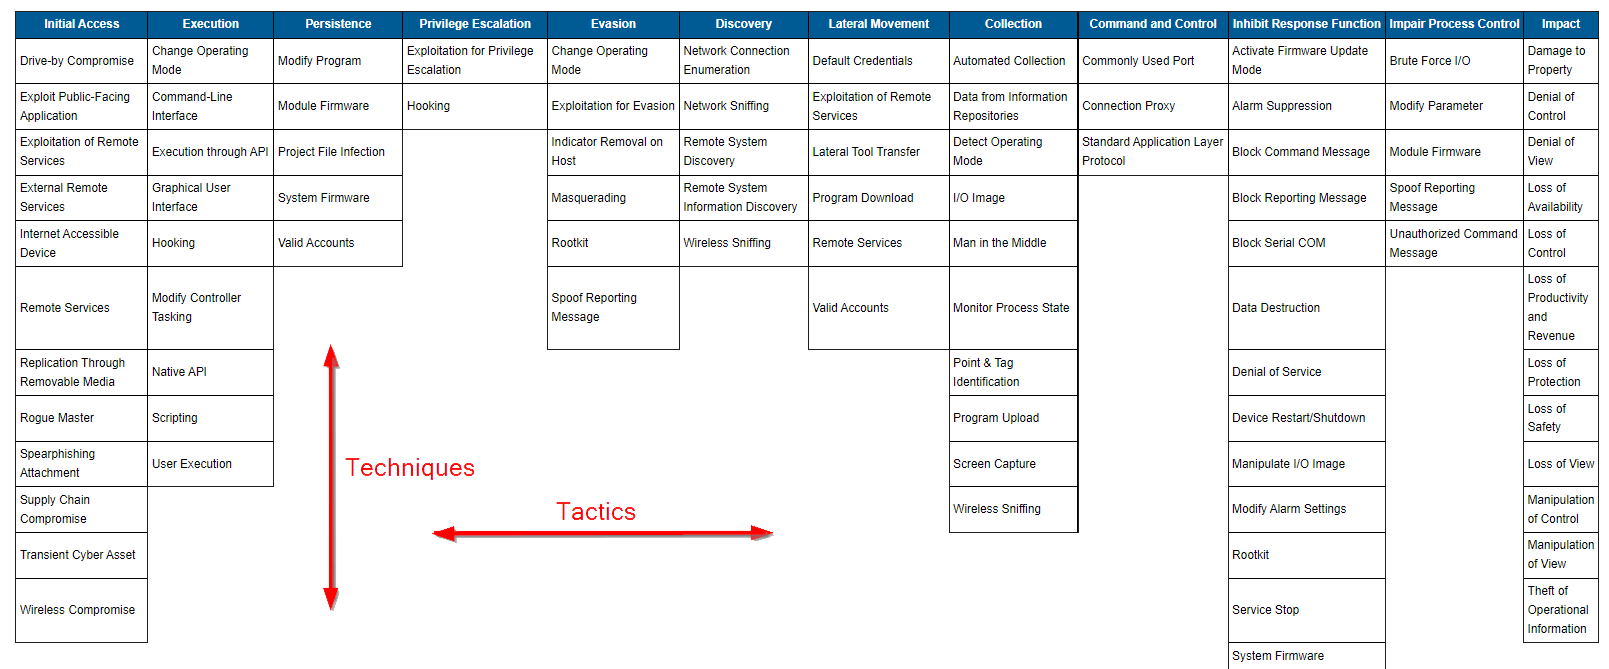 Initial Access Execution Persistence Privilege Escalation Evasion Discovery Lateral Movement Collection Command and Control Inhibit Response Function Impair Process Control Impact
Drive-by Compromise
Change Operating
Mode
Modify Program
Exploitation for Privilege
Escalation
Change Operating
Mode
Network Connection
Enumeration
Default Credentials
Automated Collection
Commonly Used Port
Activate Firmware Update
Mode
Brute Force I/O
Damage to
Property
Exploit Public-Facing
Application
Command-Line
Interface
Module Firmware
Hooking
Exploitation for Evasion
Network Sniffing
Exploitation of Remote
Services
Data from Information
Repositories
Connection Proxy
Alarm Suppression
Modify Parameter
Denial of
Control
Exploitation of Remote
Services
Execution through API
Project File Infection
Indicator Removal on
Host
Remote System
Discovery
Lateral Tool Transfer
Detect Operating
Mode
Standard Application Layer
Protocol
Block Command Message
Module Firmware
Denial of
View
External Remote
Services
Graphical User
Interface
System Firmware
Masquerading
Remote System
Information Discovery
Program Download
I/O Image
Block Reporting Message
Spoof Reporting
Message
Loss of
Availability
Internet Accessible
Device
Hooking
Valid Accounts
Rootkit
Wireless Sniffing
Remote Services
Man in the Middle
Block Serial COM
Unauthorized Command
Message
Loss of
Control
Remote Services
Modify Controller
Tasking
Spoof Reporting
Message
Valid Accounts
Monitor Process State
Data Destruction
Loss of
Productivity
and
Revenue
Replication Through
Removable Media
Native API
Point & Tag
Identification
Denial of Service
Loss of
Protection
Rogue Master
Scripting
Program Upload
Device Restart/Shutdown
Loss of
Safety
Spearphishing
Attachment
User Execution
Techniques
Screen Capture
Manipulate I/O Image
Loss of View
Supply Chain
Compromise
Tactics
Wireless Sniffing
Modify Alarm Settings
Manipulation
of Control
Transient Cyber Asset
Rootkit
Manipulation
of View
Wireless Compromise
Service Stop
Theft of
Operational
Information
System Firmware